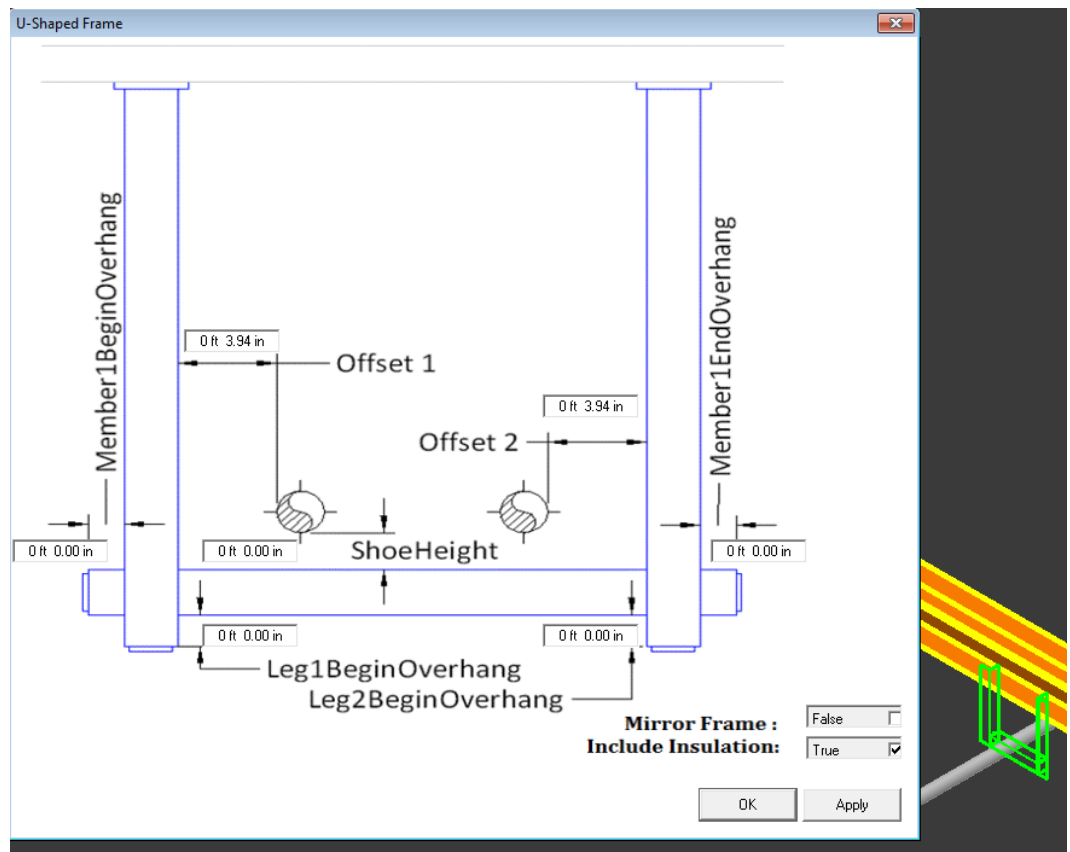 U-Shaped Frame
Member1BeginOverhang
Member1EndOverhang
0 ft 3.94 in
Offset 1
0 ft 3.94 in
Offset 2
0 ft 0.00 in
0 ft 0.00 in
ShoeHeight
0 ft 0.00 in
0 ft 0.00 in
0 ft 0.00 in
Leg1BeginOverhang
Leg2BeginOverhang
Mirror Frame :
False
Include Insulation:
True
OK
Apply